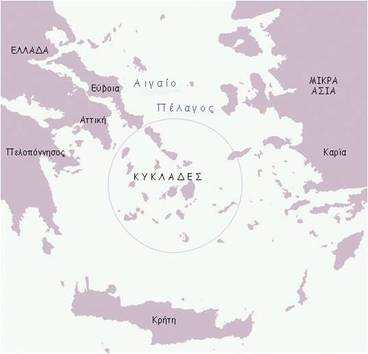 ΕΛΛΑΔΑ
Εύβοια
Αιγαίο
Πέλαγος
ΜΙΚΡΑ
ΑΣΙΑ
Αττική
Πελοπόννησος
Καρία
ΚΥΚΛΑΔΕΣ
Κρήτη